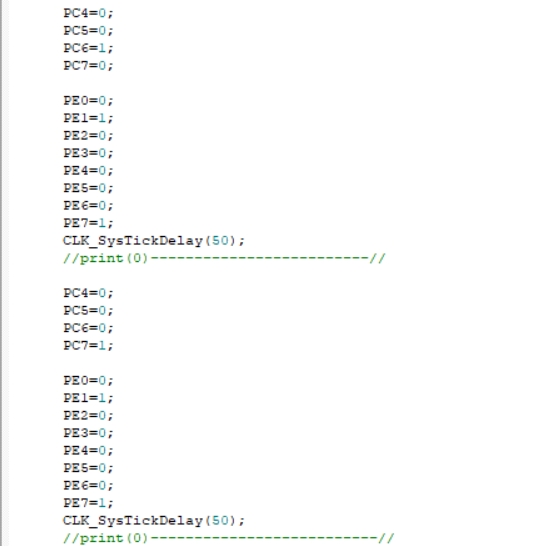 PC4=0;
PC5=0;
PC6=1;
PC7=0;
PE0=0;
PE1=1;
PE2=0;
PE3=0;
PE4=0;
PE5=0;
PE6=0;
PE7=1;
CLK_SysTickDelay(50);
//print(0)-------------------------//
PC4=0;
PC5=0;
PC6=0;
PC7=1;
PE0=0;
PE1=1;
PE2=0;
PE3=0;
PE4=0;
PE5=0;
PE6=0;
PE7=1;
CLK_SysTickDelay(50);
//print(0)--------------------------//